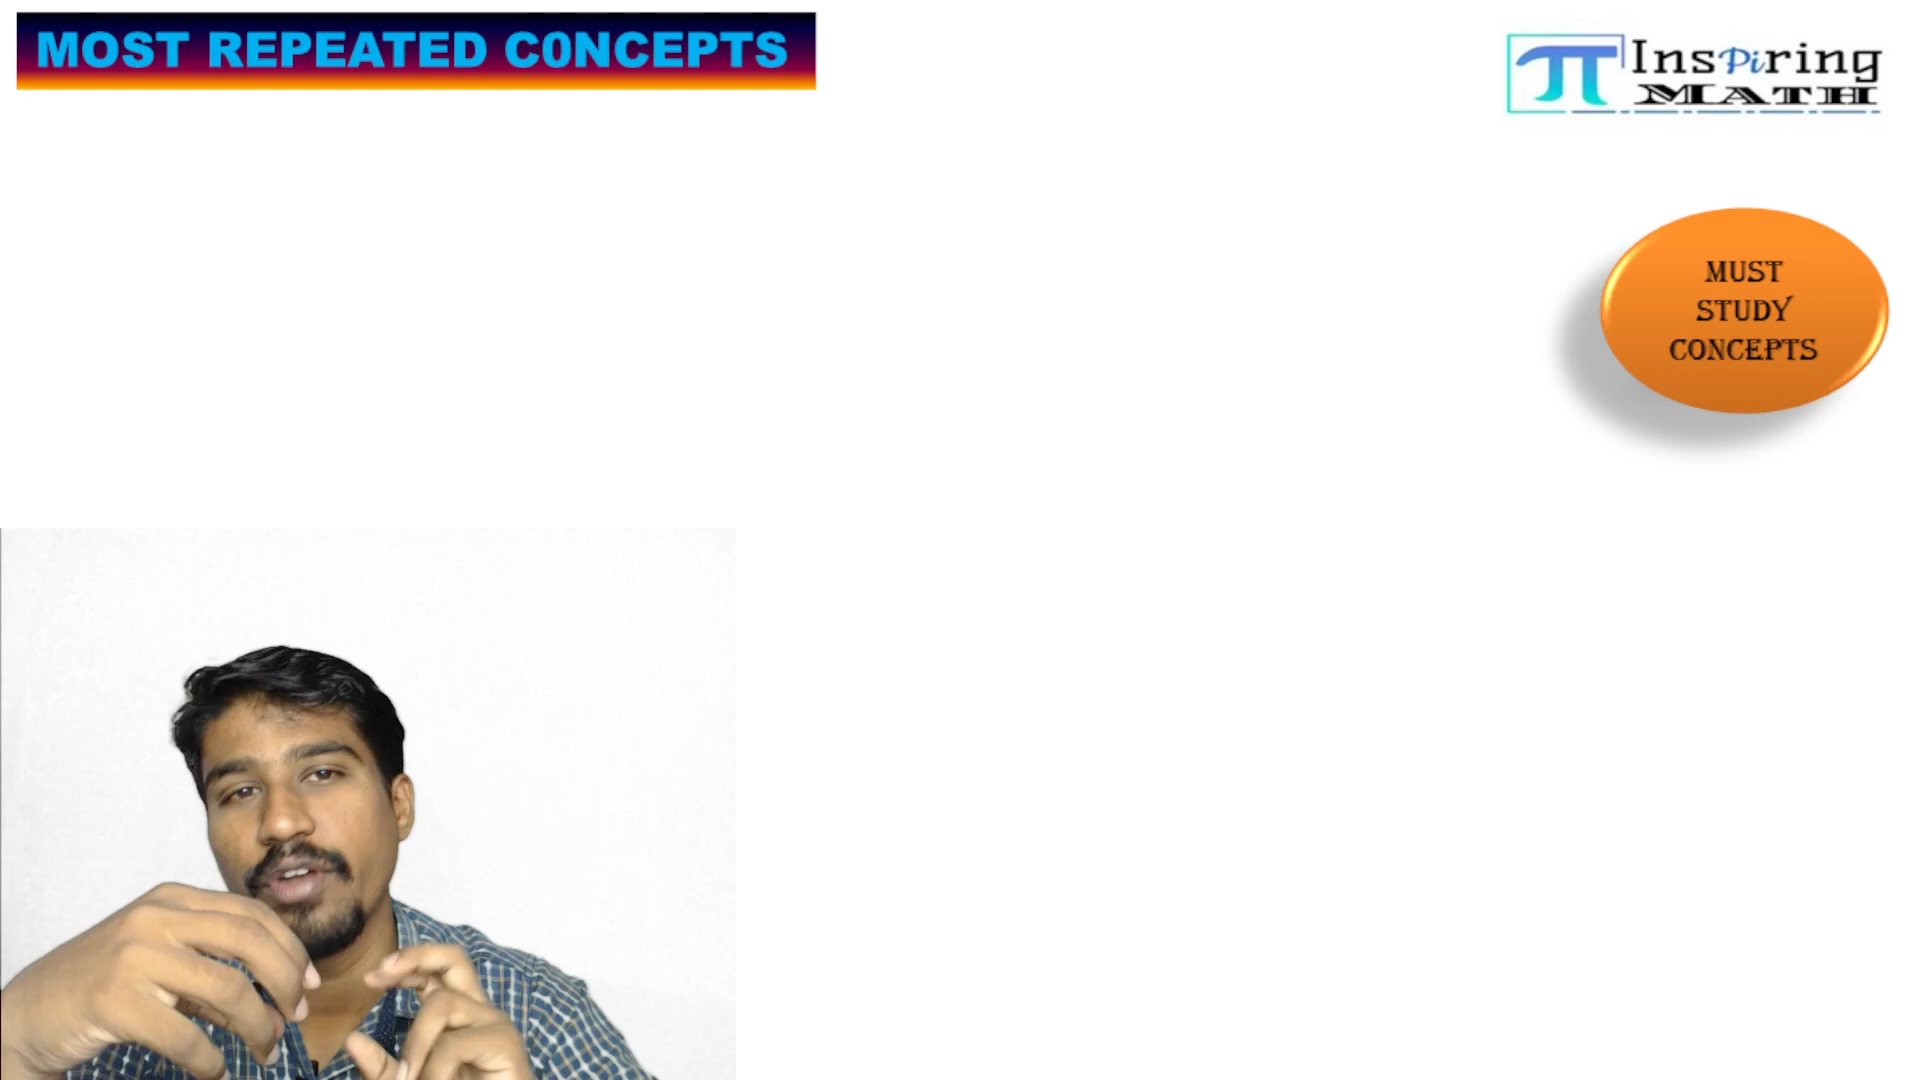 MOST REPEATED C0NCEPTS
InsPiring
MATH
MUST
STUDY
CONCEPTS